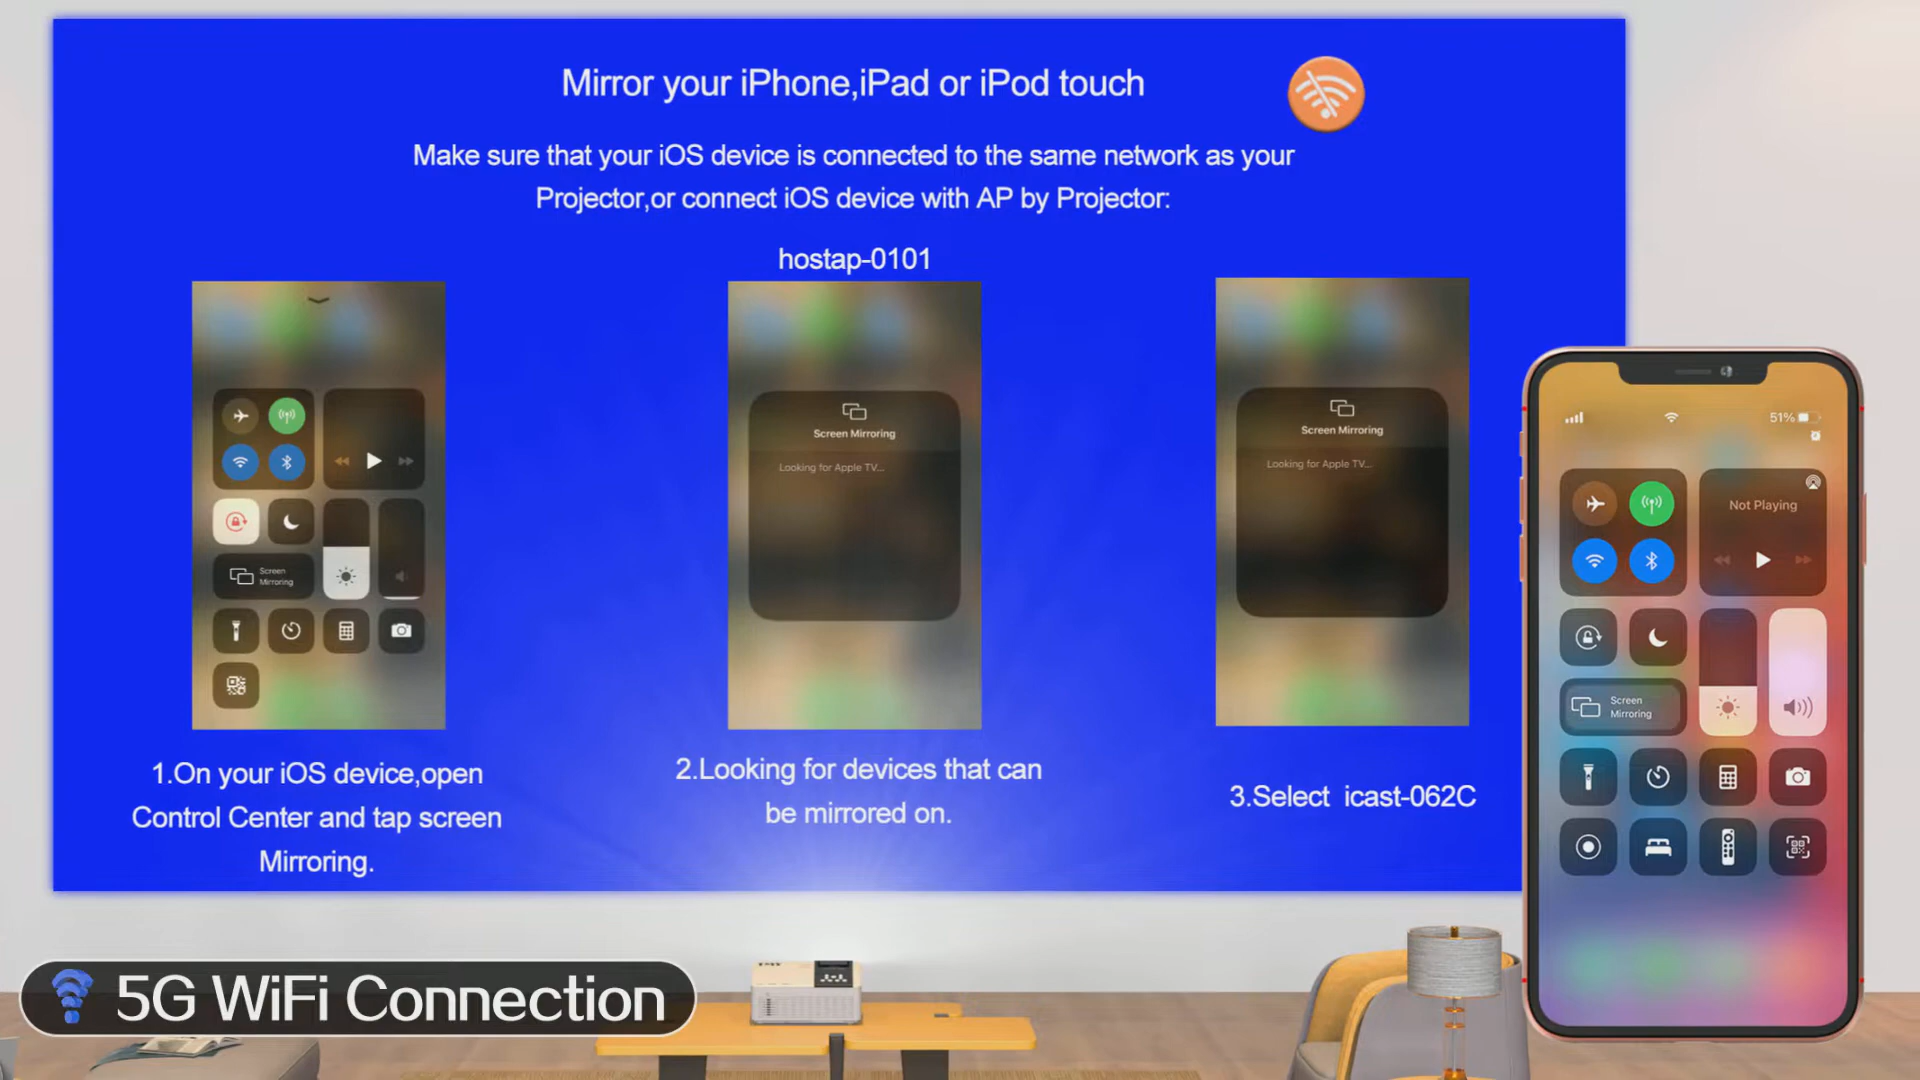 Mirror your iPhone,iPad or iPod touch
Make sure that your iOS device is connected to the same network as your
Projector,or connect iOS device with AP by Projector:
hostap-0101
Screen
Mirroring
1.On your iOS device,open
Control Center and tap screen
Mirroring.
Screen Mirroring
Looking for Apple TV...
2.Looking for devices that can
be mirrored on.
Screen Mirroring
Looking for Apple TV...
3.Select icast-062C
51%
Not Playing
Screen
Mirroring
5G WiFi Connection